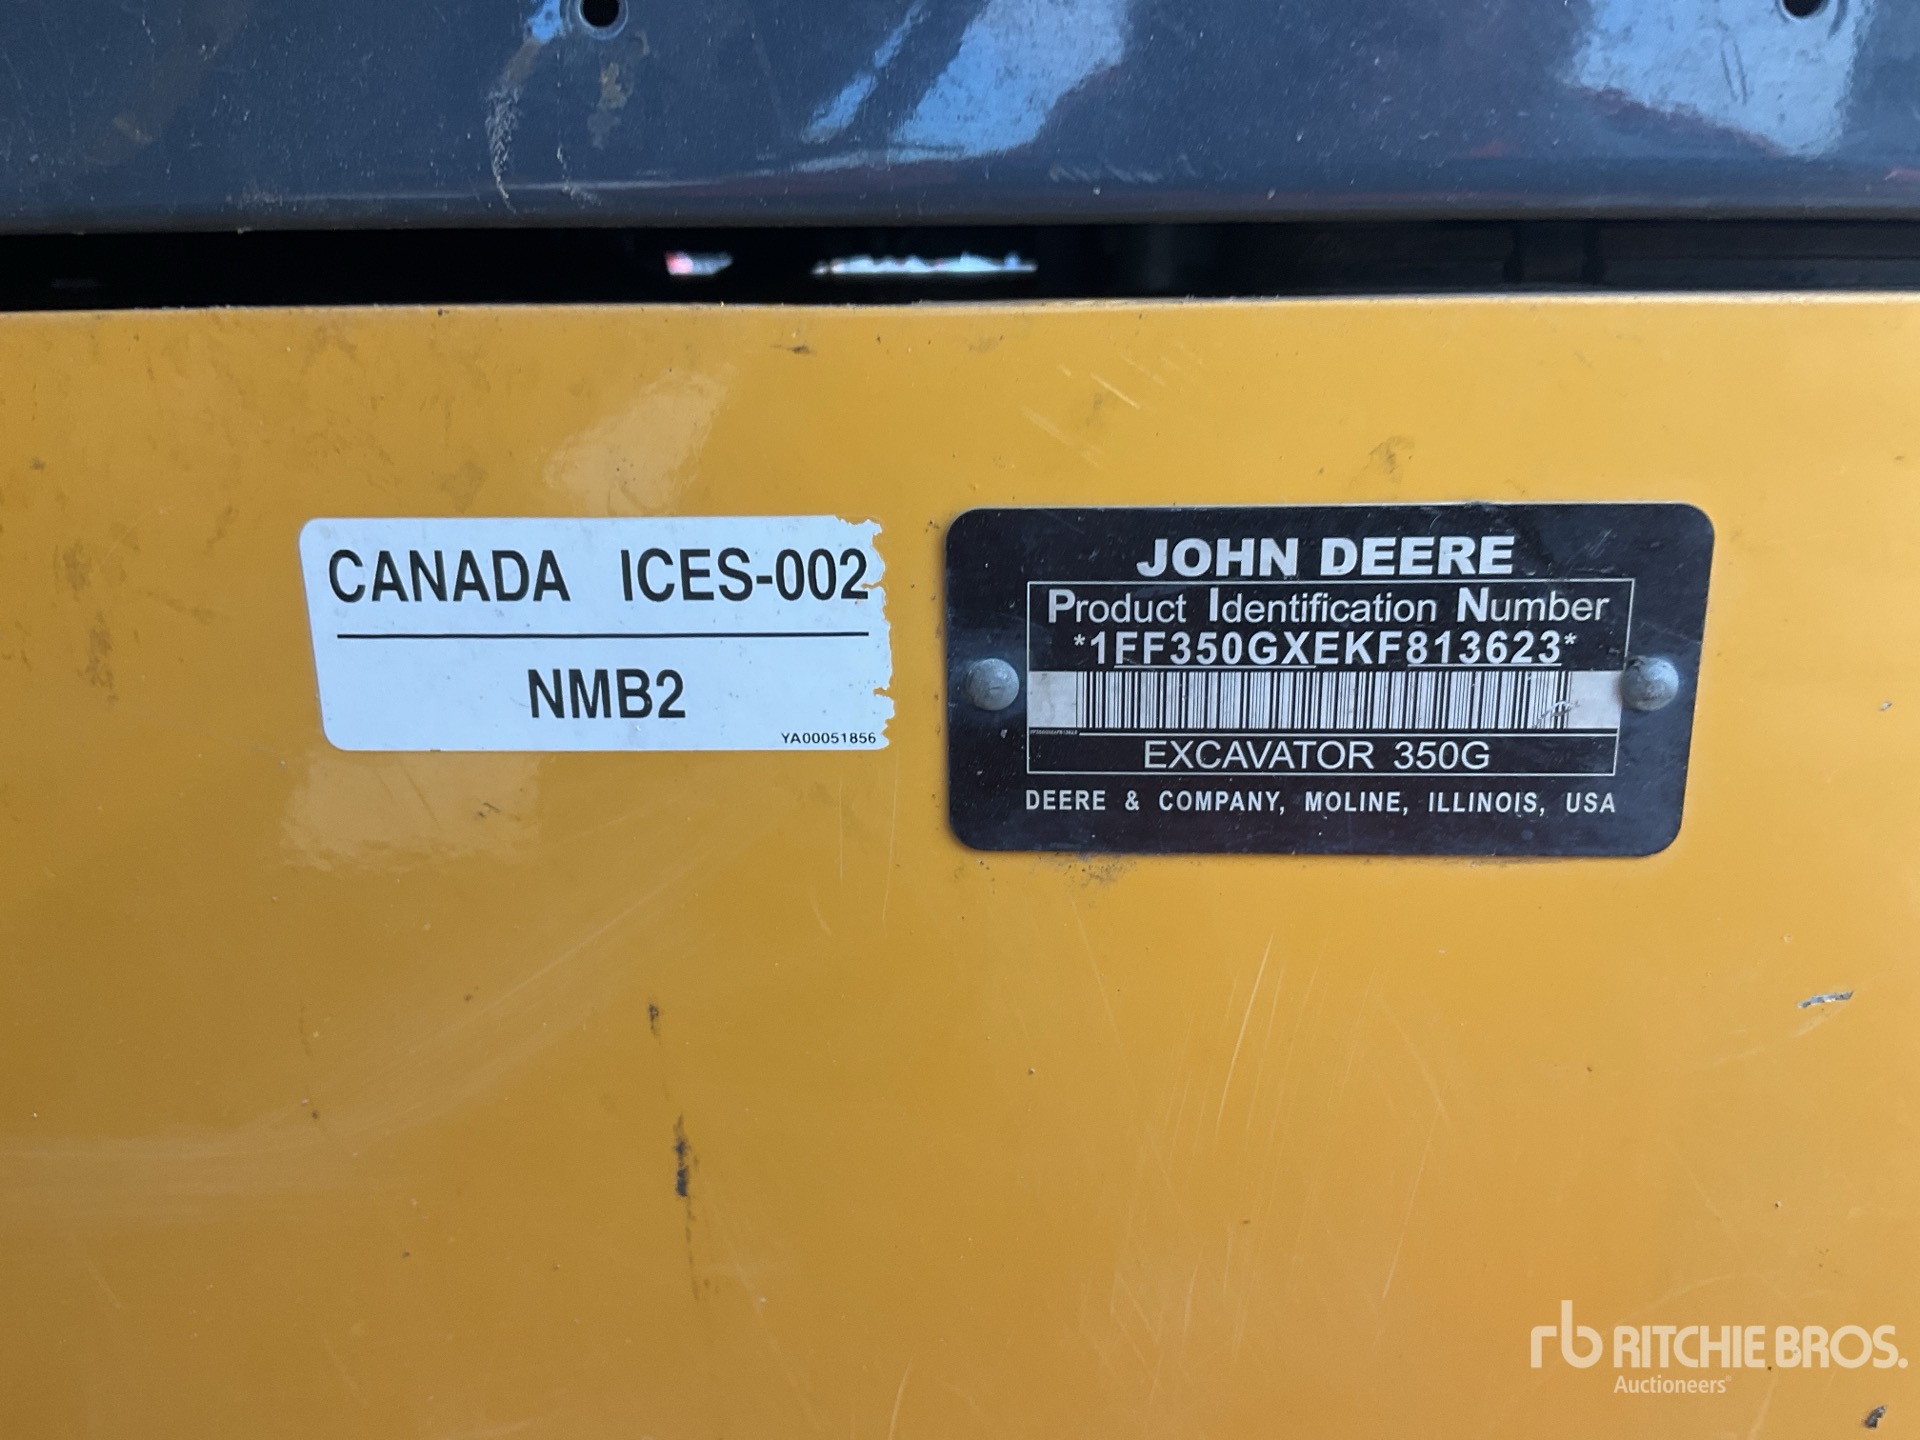 CANADA ICES-002
NMB2
YA00051856
JOHN DEERE
Product Identification Number
*1FF350GXEKF813623*
EXCAVATOR 350G
DEERE & COMPANY, MOLINE, ILLINOIS, USA
rb RITCHIE BROS.
Auctioneers